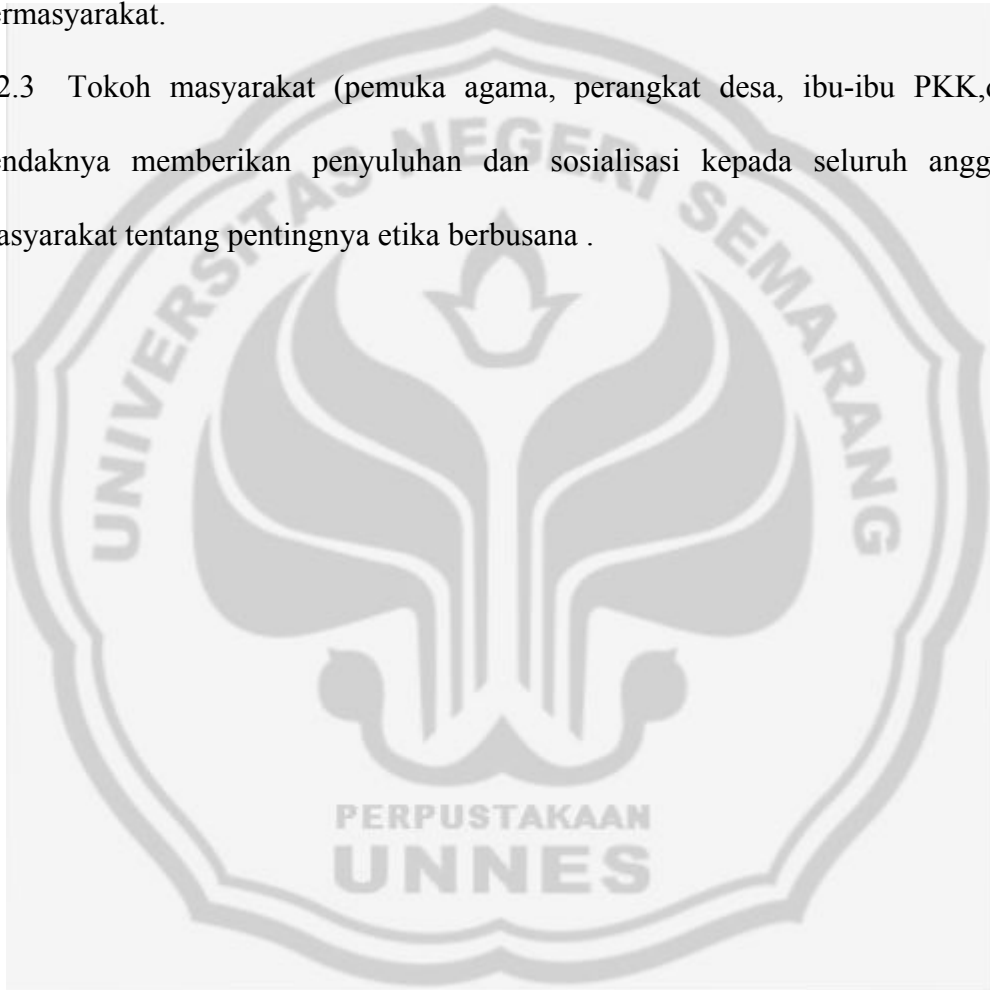 ermasyarakat.
2.3 Tokoh masyarakat (pemuka agama, perangkat desa, ibu-ibu PKK,
endaknya memberikan penyuluhan dan sosialisasi kepada seluruh angg
asyarakat tentang pentingnya etika berbusana .
UNIVERSITAS NEGERI SEMARANG
PERPUSTAKAAN
UNNES